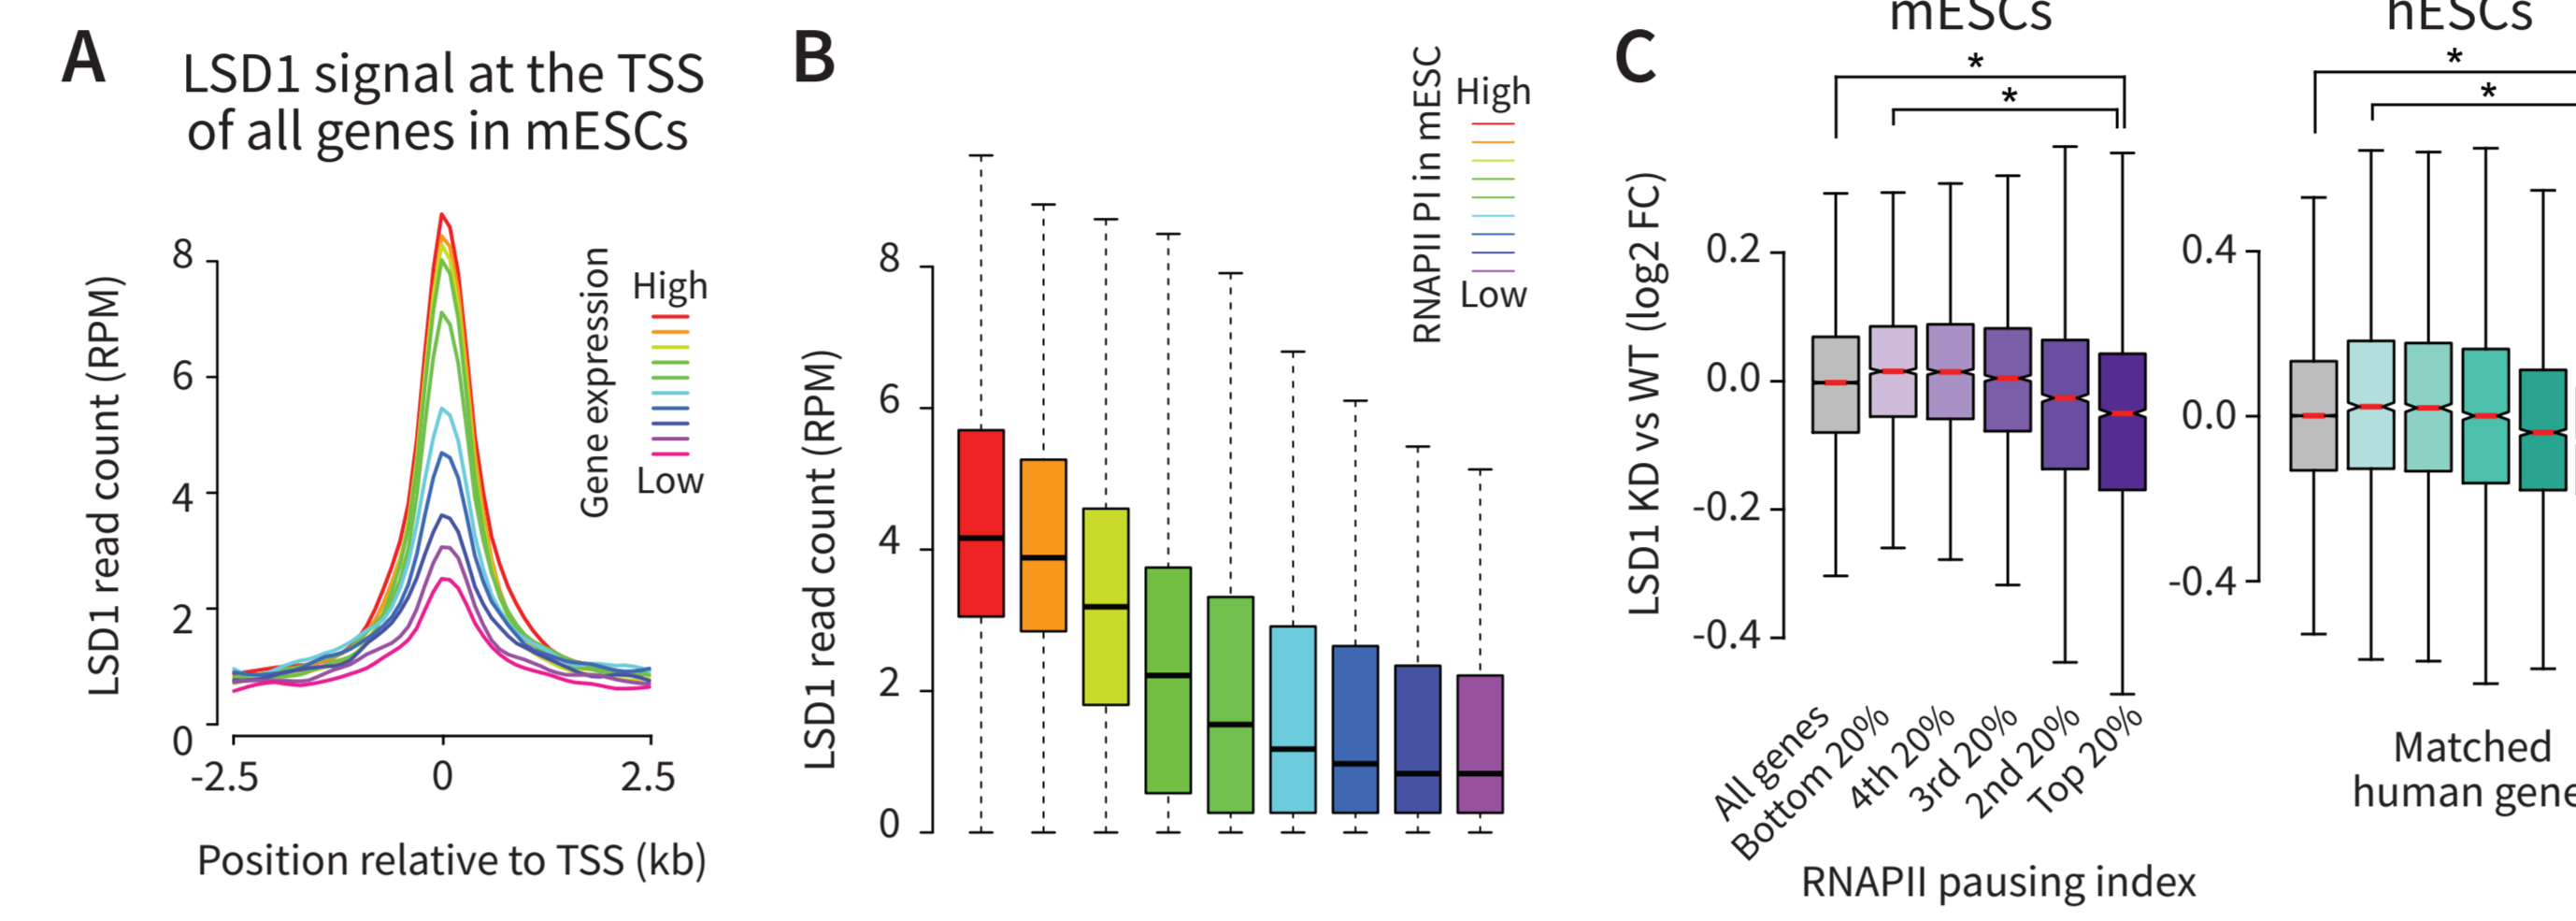 A
LSD1 signal at the TSS
of all genes in mESCs
LSD1 read count (RPM)
8
6
4
2
0
-2.5
0
2.5
Position relative to TSS (kb)
Gene expression
High
Low
B
LSD1 read count (RPM)
8
6
4
2
0
RNAPII PI in mESC
High
Low
C
mESCs
*
*
LSD1 KD vs WT (log2 FC)
0.2
0.0
-0.2
-0.4
All genes
Bottom 20%
4th 20%
3rd 20%
2nd 20%
Top 20%
RNAPII pausing index
hESCs
*
*
0.4
0.0
-0.4
Matched
human gene